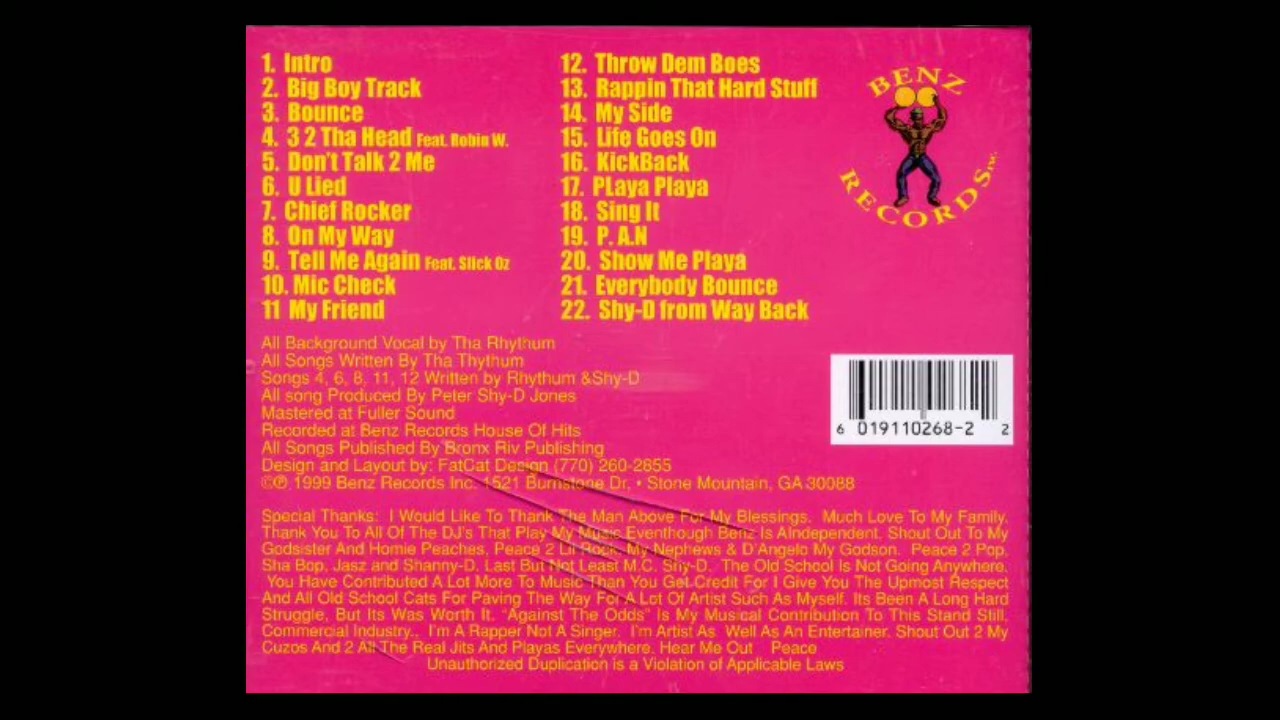 1. Intro
2. Big Boy Track
3. Bounce
4. 3 2 Tha Head Feat. Robin W.
5. Don't Talk 2 Me
6. U Lied
7. Chief Rocker
8. On My Way
9. Tell Me Again Feat. Slick Oz
10. Mic Check
11 My Friend
12. Throw Dem Boes
13. Rappin That Hard Stuff
14. My Side
15. Life Goes On
16. KickBack
17. PLaya Playa
18. Sing It
19. P. A.N
20. Show Me Playa
21. Everybody Bounce
22. Shy-D from Way Back
BENZ
RECORDS INC.
All Background Vocal by Tha Rhythum
All Songs Written By Tha Thythum
Songs 4, 6, 8, 11, 12 Written by Rhythum &Shy-D
All song Produced By Peter Shy-D Jones
Mastered at Fuller Sound
Recorded at Benz Records House Of Hits
All Songs Published By Bronx Riv Publishing
Design and Layout by: FatCat Design (770) 260-2855
©℗ 1999 Benz Records Inc. 1521 Burnstone Dr, • Stone Mountain, GA 30088
6 019110268-2 2
Special Thanks: I Would Like To Thank The Man Above For My Blessings. Much Love To My Family,
Thank You To All Of The DJ's That Play My Music Eventhough Benz Is AIndependent, Shout Out To My
Godsister And Homie Peaches, Peace 2 Lil Rock, My Nephews & D'Angelo My Godson. Peace 2 Pop,
Sha Bop, Jasz and Shanny-D, Last But Not Least M.C. Shy-D. The Old School Is Not Going Anywhere.
You Have Contributed A Lot More To Music Than You Get Credit For I Give You The Upmost Respect
And All Old School Cats For Paving The Way For A Lot Of Artist Such As Myself. Its Been A Long Hard
Struggle, But Its Was Worth It. "Against The Odds" Is My Musical Contribution To This Stand Still,
Commercial Industry.. I'm A Rapper Not A Singer. I'm Artist As Well As An Entertainer. Shout Out 2 My
Cuzos And 2 All The Real Jits And Playas Everywhere. Hear Me Out Peace
Unauthorized Duplication is a Violation of Applicable Laws